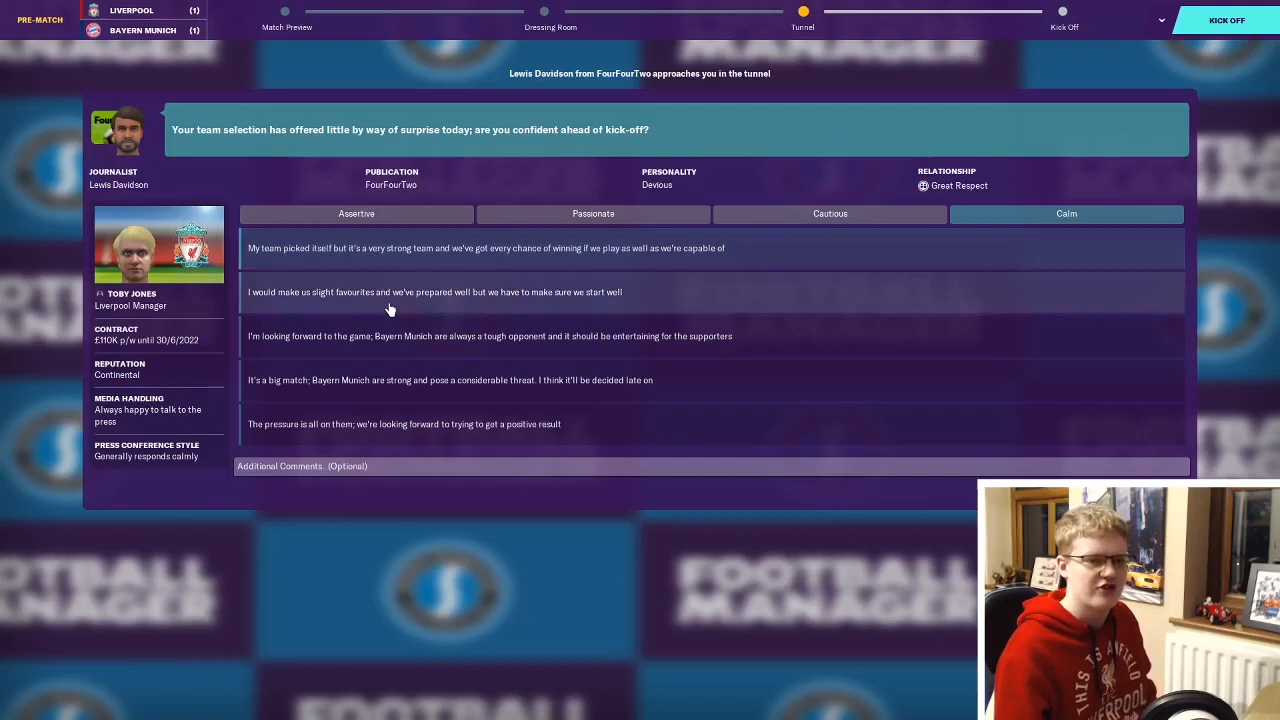 PRE-MATCH
LIVERPOOL (1)
BAYERN MUNICH (1)
Match Preview
Dressing Room
Tunnel
Kick Off
KICK OFF
Lewis Davidson from FourFourTwo approaches you in the tunnel
Four
Your team selection has offered little by way of surprise today; are you confident ahead of kick-off?
JOURNALIST
Lewis Davidson
PUBLICATION
FourFourTwo
PERSONALITY
Devious
RELATIONSHIP
Great Respect
Assertive
Passionate
Cautious
Calm
My team picked itself but it's a very strong team and we've got every chance of winning if we play as well as we're capable of
I would make us slight favourites and we've prepared well but we have to make sure we start well
I'm looking forward to the game; Bayern Munich are always a tough opponent and it should be entertaining for the supporters
It's a big match; Bayern Munich are strong and pose a considerable threat. I think it'll be decided late on
The pressure is all on them; we're looking forward to trying to get a positive result
Additional Comments.. (Optional)
TOBY JONES
Liverpool Manager
CONTRACT
£110K p/w until 30/6/2022
REPUTATION
Continental
MEDIA HANDLING
Always happy to talk to the
press
PRESS CONFERENCE STYLE
Generally responds calmly
FOOTBALL
MANAGER
THIS IS ANFIELD
LIVERPOOL